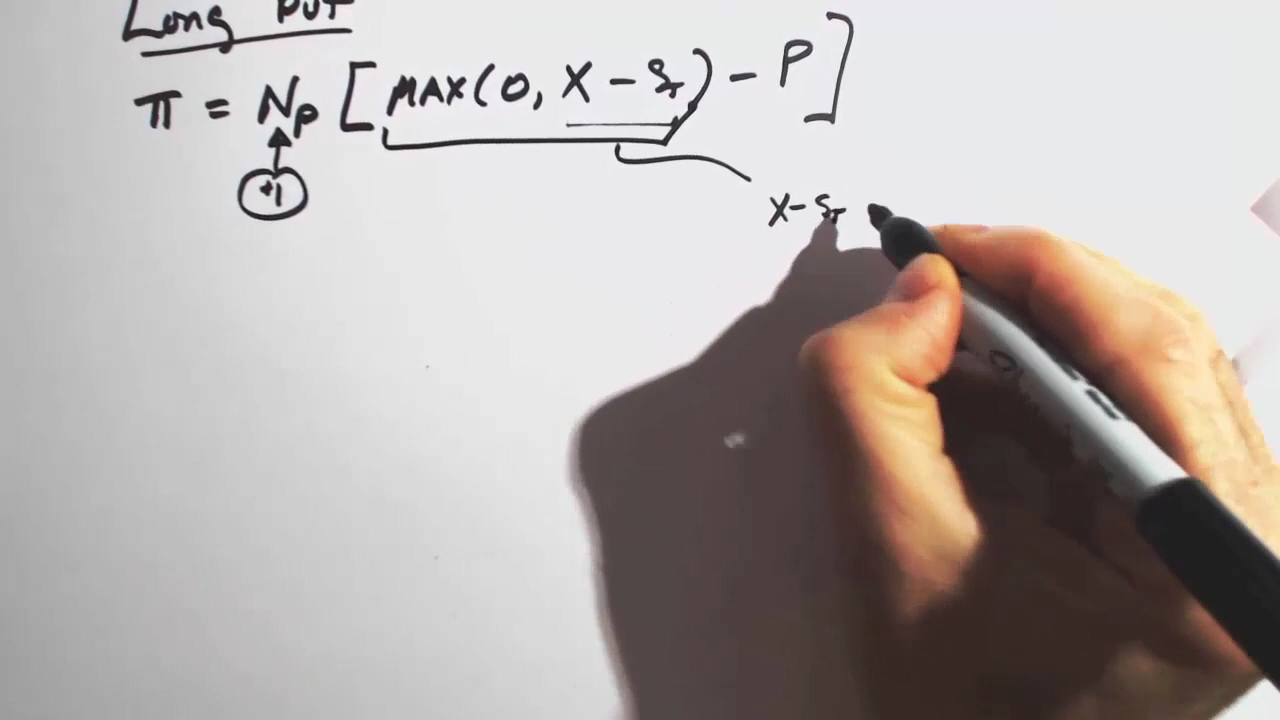 Long Put
π = Nₚ [MAX(0, X - Sₜ) - P]
+1
X - Sₜ